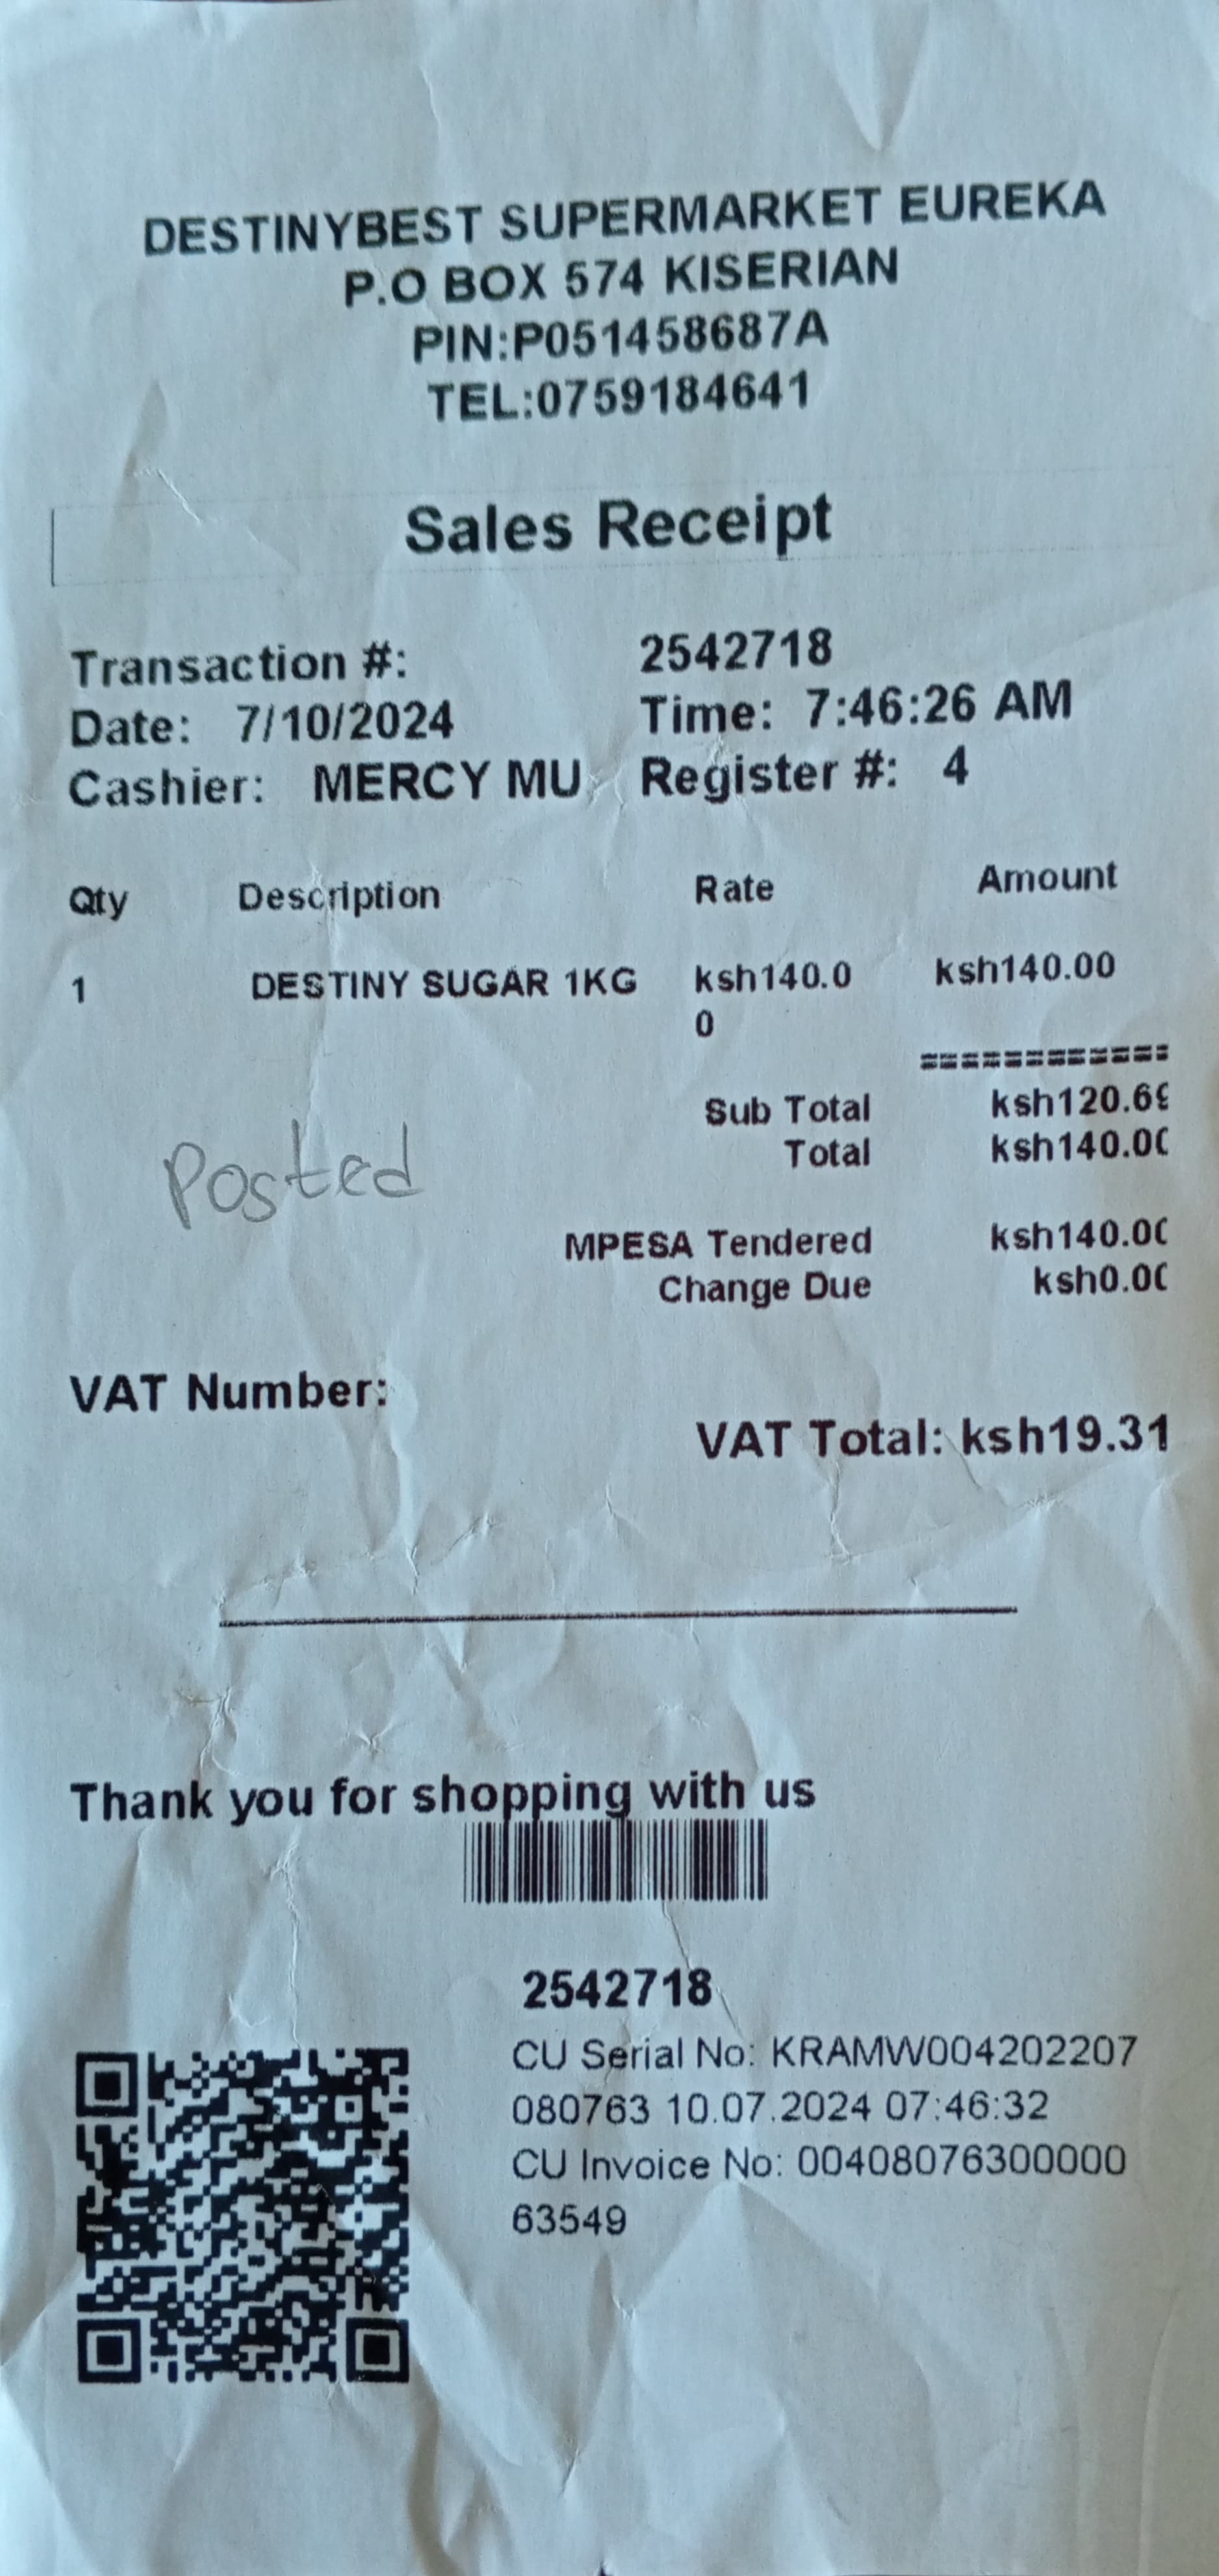 DESTINYBEST SUPERMARKET EUREKA
P.O BOX 574 KISERIAN
PIN:P051458687A
TEL:0759184641
Sales Receipt
Transaction #: 2542718
Date: 7/10/2024 Time: 7:46:26 AM
Cashier: MERCY MU Register #: 4
Qty Description Rate Amount
1 DESTINY SUGAR 1KG ksh140.0 ksh140.00
0
============
Sub Total ksh120.69
Total ksh140.00
Posted
MPESA Tendered ksh140.00
Change Due ksh0.00
VAT Number:
VAT Total: ksh19.31
Thank you for shopping with us
2542718
CU Serial No: KRAMW004202207
080763 10.07.2024 07:46:32
CU Invoice No: 00408076300000
63549